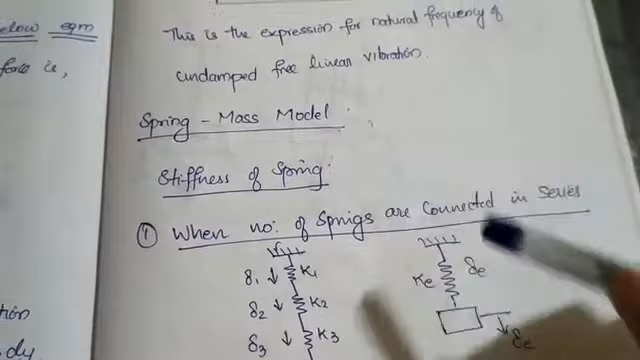 elow eqn
force is,
tion
dy
This is the expression for natural frequency of
undamped free linear vibration.
Spring - Mass Model
Stiffness of Spring:
① When no: of Sprigs are Connected in Series
δ1 ↓ K1
δ2 ↓ K2
δ3 ↓ K3
Ke δe
↓ δe